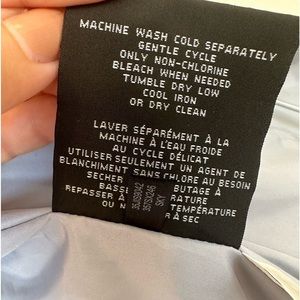 MACHINE WASH COLD SEPARATELY
GENTLE CYCLE
ONLY NON-CHLORINE
BLEACH WHEN NEEDED
TUMBLE DRY LOW
COOL IRON
OR DRY CLEAN
LAVER SÉPARÉMENT À LA
MACHINE À L'EAU FROIDE
AU CYCLE DÉLICAT
UTILISER SEULEMENT UN AGENT DE
BLANCHIMENT SANS CHLORE AU BESOIN
SECHER BUTAGE À
BASS RATURE
REPASSER À TEMPÉRATURE
OU N À SEC
SKY